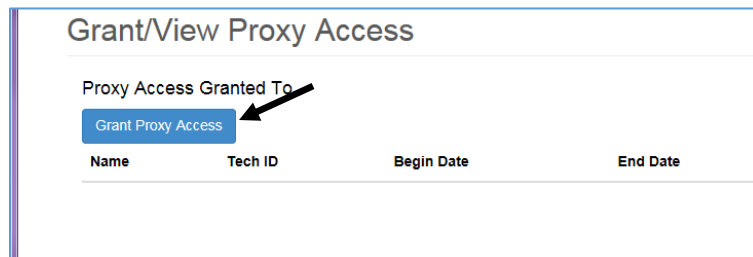 Grant/View Proxy Access
Proxy Access Granted To
Grant Proxy Access
Name Tech ID Begin Date End Date